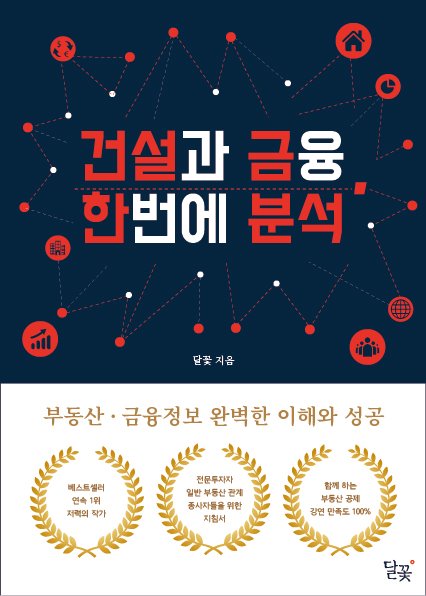 건설과 금융
한번에 분석
달꽃 지음
부동산 · 금융정보 완벽한 이해와 성공
베스트셀러
연속 1위
저력의 작가
전문투자자
일반 부동산 관계
종사자들을 위한
지침서
함께 하는
부동산 공제
강연 만족도 100%
달꽃